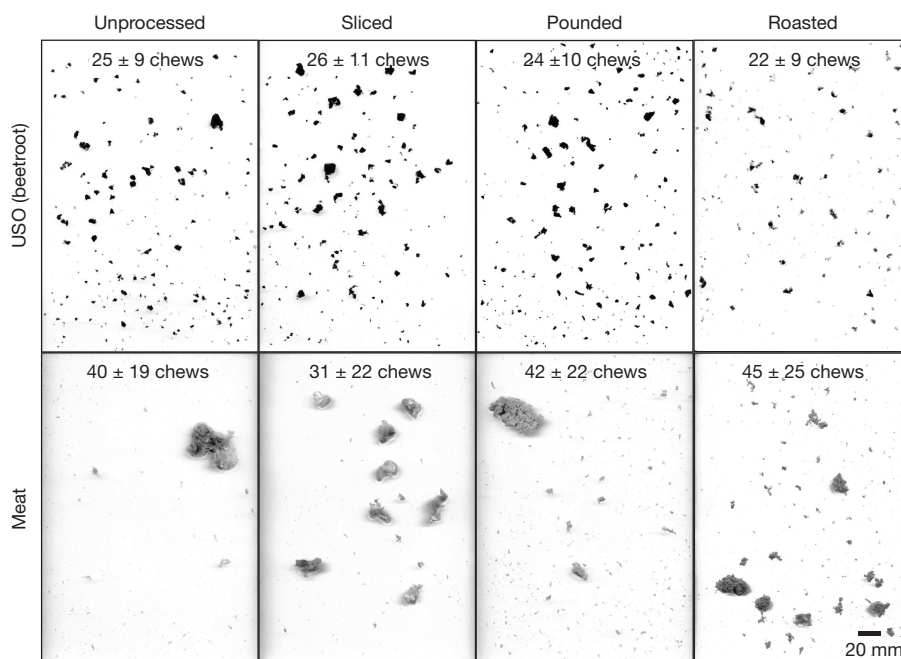 Unprocessed Sliced Pounded Roasted
USO (beetroot)
25 ± 9 chews 26 ± 11 chews 24 ±10 chews 22 ± 9 chews
Meat
40 ± 19 chews 31 ± 22 chews 42 ± 22 chews 45 ± 25 chews
20 mm